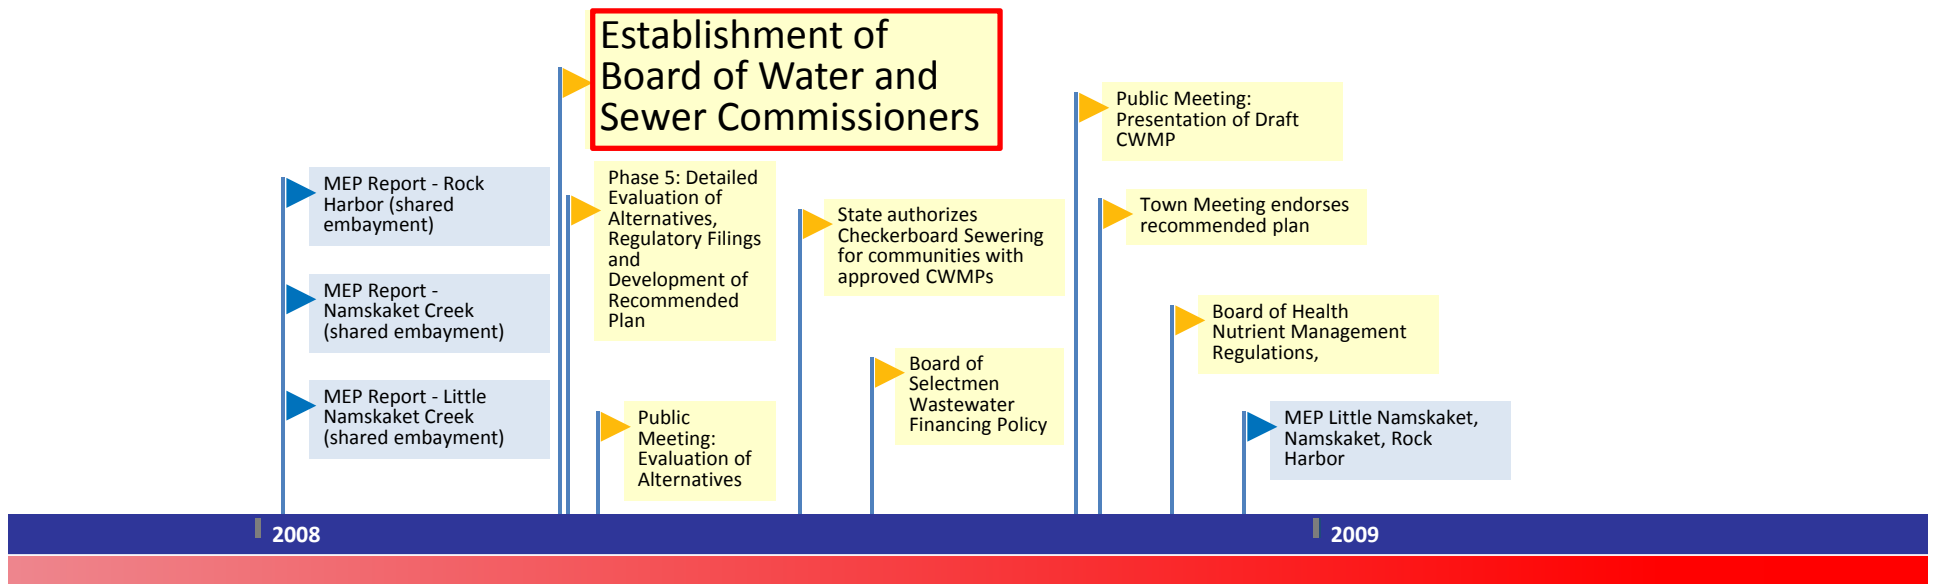 Establishment of
Board of Water and
Sewer Commissioners
MEP Report - Rock
Harbor (shared
embayment)
MEP Report -
Namskaket Creek
(shared embayment)
MEP Report - Little
Namskaket Creek
(shared embayment)
Phase 5: Detailed
Evaluation of
Alternatives,
Regulatory Filings
and
Development of
Recommended
Plan
Public
Meeting:
Evaluation of
Alternatives
State authorizes
Checkerboard Sewering
for communities with
approved CWMPs
Board of
Selectmen
Wastewater
Financing Policy
Public Meeting:
Presentation of Draft
CWMP
Town Meeting endorses
recommended plan
Board of Health
Nutrient Management
Regulations,
MEP Little Namskaket,
Namskaket, Rock
Harbor
2008
2009